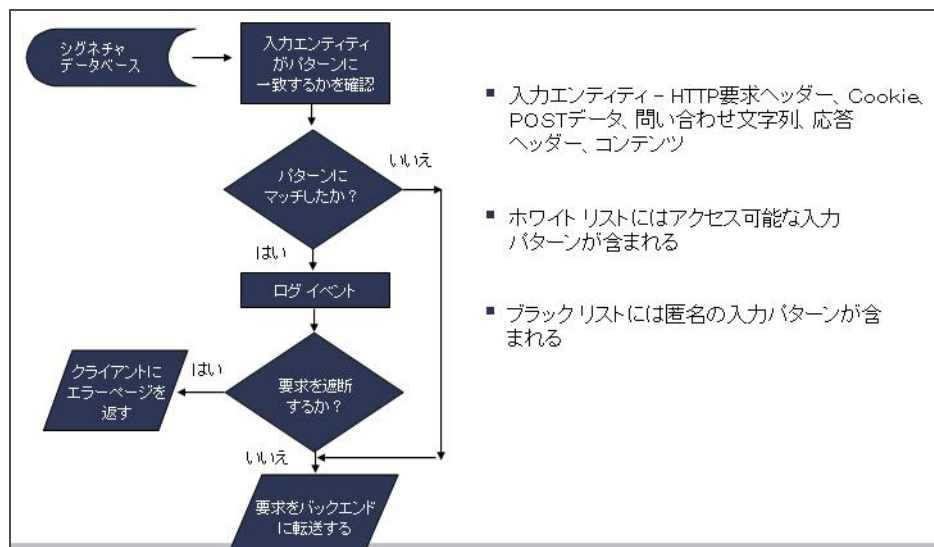 シグネチャ
データベース
入力エンティティ
がパターンに
一致するかを確認
パターンに
マッチしたか？
いいえ
はい
ログ イベント
要求を遮断
するか？
はい
クライアントに
エラーページを
返す
いいえ
要求をバックエンド
に転送する
▪ 入力エンティティ – HTTP要求ヘッダー、Cookie、
POSTデータ、問い合わせ文字列、応答
ヘッダー、コンテンツ
▪ ホワイト リストにはアクセス可能な入力
パターンが含まれる
▪ ブラック リストには匿名の入力パターンが含
まれる